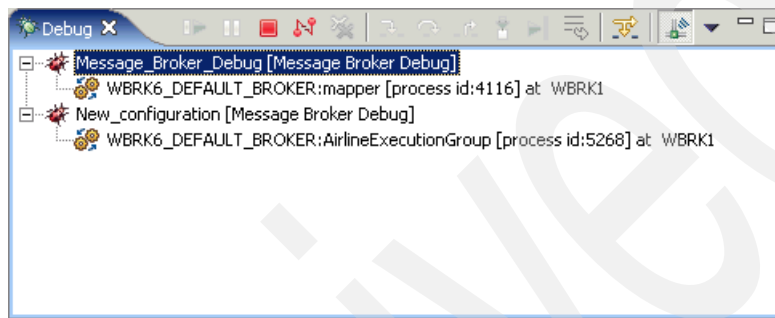 Debug
Message_Broker_Debug [Message Broker Debug]
WBRK6_DEFAULT_BROKER:mapper [process id:4116] at WBRK1
New_configuration [Message Broker Debug]
WBRK6_DEFAULT_BROKER:AirlineExecutionGroup [process id:5268] at WBRK1